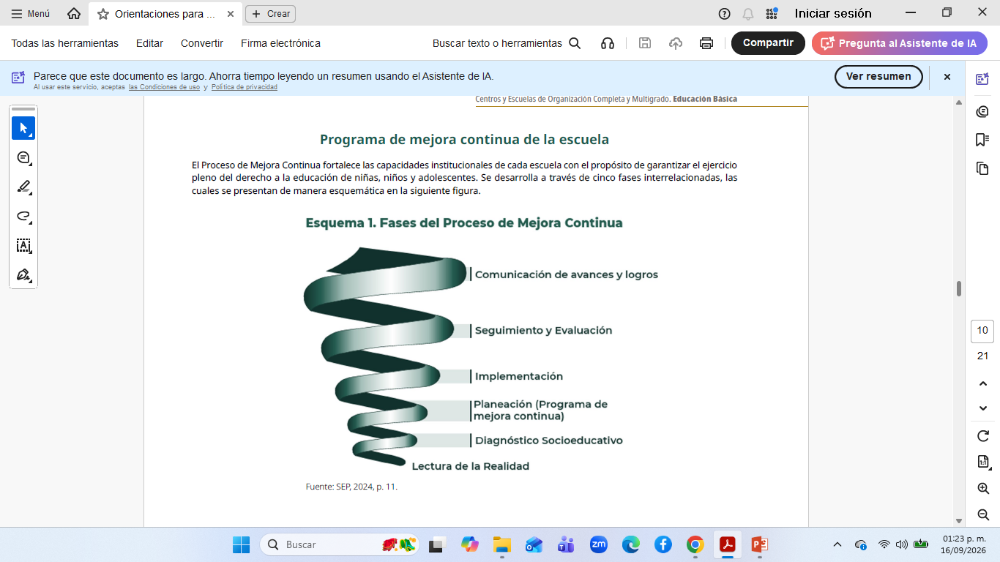 Menú
Orientaciones para ...
Crear
Iniciar sesión
Todas las herramientas
Editar
Convertir
Firma electrónica
Buscar texto o herramientas
Compartir
Pregunta al Asistente de IA
Parece que este documento es largo. Ahorra tiempo leyendo un resumen usando el Asistente de IA.
Al usar este servicio, aceptas las Condiciones de uso y Política de privacidad
Ver resumen
Centros y Escuelas de Organización Completa y Multigrado. Educación Básica
Programa de mejora continua de la escuela
El Proceso de Mejora Continua fortalece las capacidades institucionales de cada escuela con el propósito de garantizar el ejercicio
pleno del derecho a la educación de niñas, niños y adolescentes. Se desarrolla a través de cinco fases interrelacionadas, las
cuales se presentan de manera esquemática en la siguiente figura.
Esquema 1. Fases del Proceso de Mejora Continua
Comunicación de avances y logros
Seguimiento y Evaluación
Implementación
Planeación (Programa de
mejora continua)
Diagnóstico Socioeducativo
Lectura de la Realidad
Fuente: SEP, 2024, p. 11.
10
21
1:1
Buscar
zm
01:23 p. m.
16/09/2026